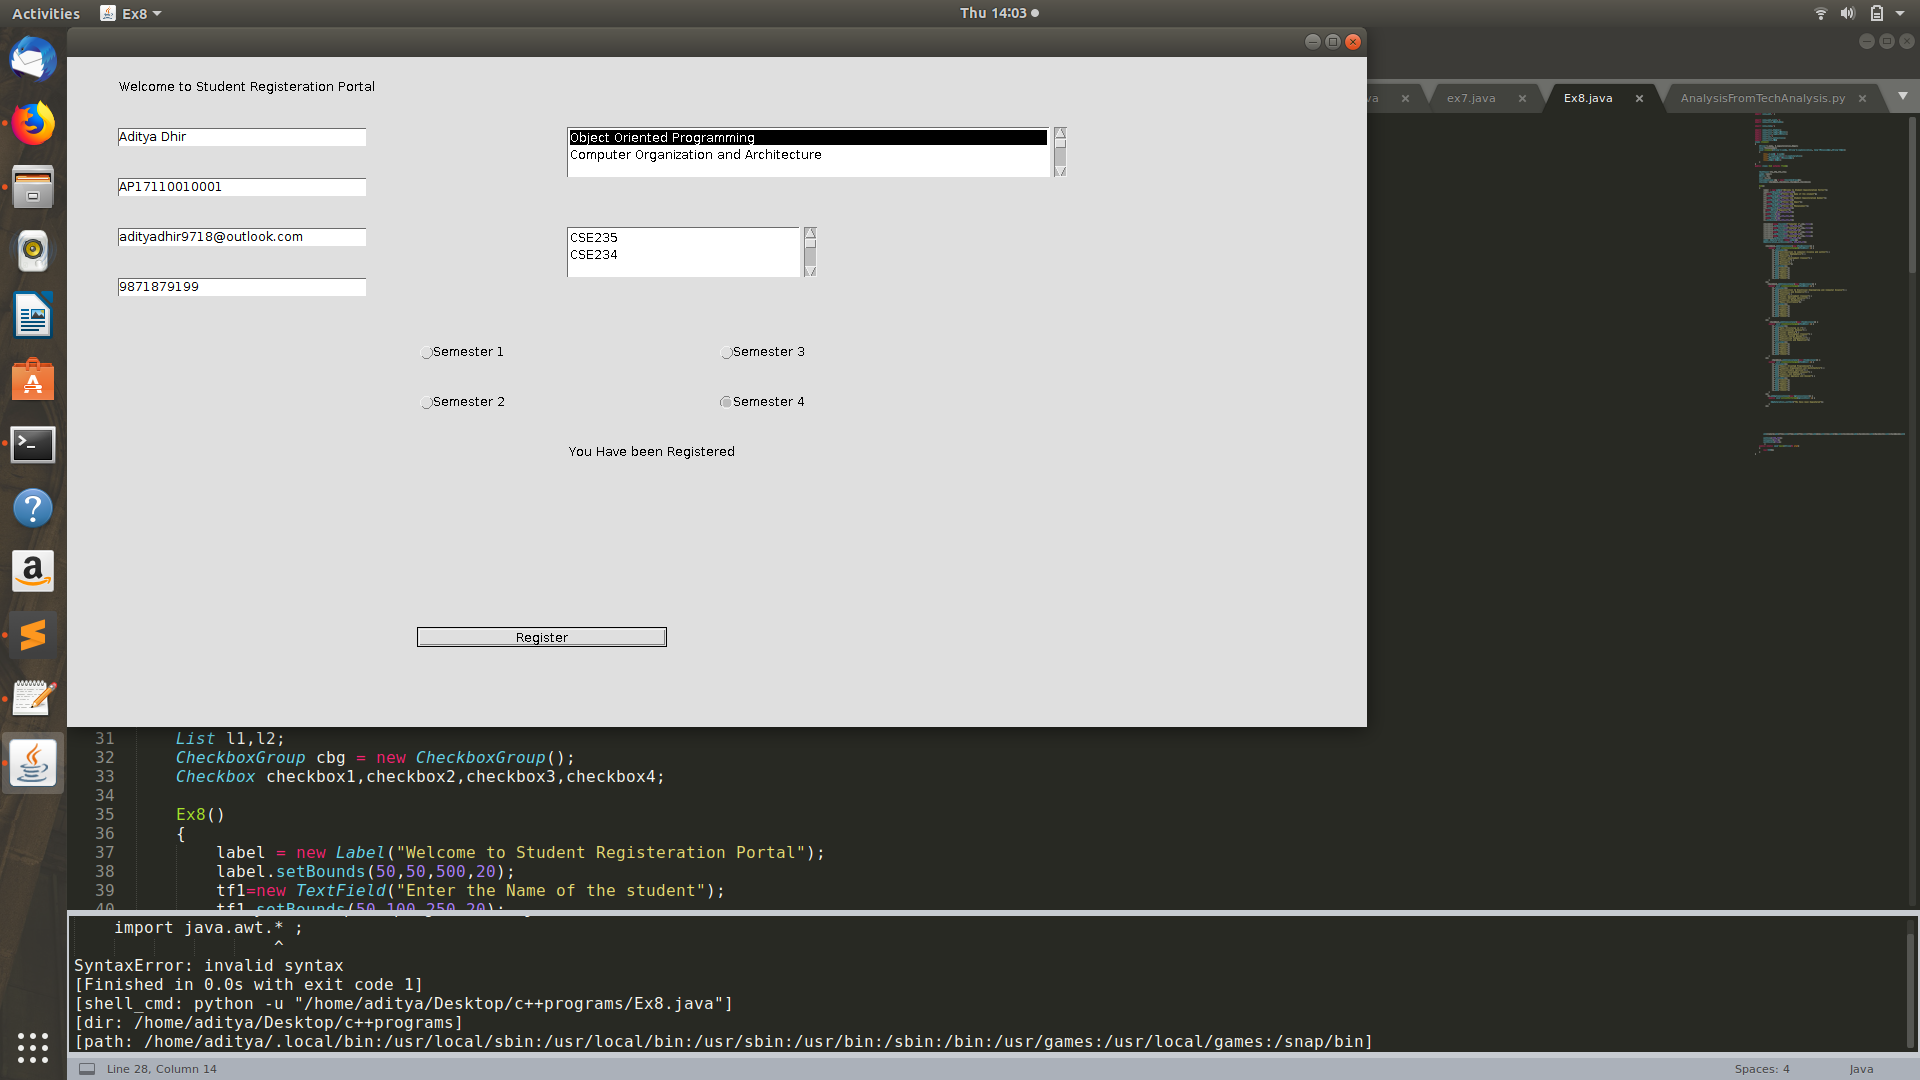 Activities
Ex8
Thu 14:03
Welcome to Student Registeration Portal
Aditya Dhir
AP17110010001
adityadhir9718@outlook.com
9871879199
Object Oriented Programming
Computer Organization and Architecture
CSE235
CSE234
Semester 1
Semester 3
Semester 2
Semester 4
You Have been Registered
Register
va
ex7.java
Ex8.java
AnalysisFromTechAnalysis.py
31 List l1,l2;
32 CheckboxGroup cbg = new CheckboxGroup();
33 Checkbox checkbox1,checkbox2,checkbox3,checkbox4;
34
35 Ex8()
36 {
37 label = new Label("Welcome to Student Registeration Portal");
38 label.setBounds(50,50,500,20);
39 tf1=new TextField("Enter the Name of the student");
40 tf1.setBounds(50,100,250,20);
import java.awt.* ;
^
SyntaxError: invalid syntax
[Finished in 0.0s with exit code 1]
[shell_cmd: python -u "/home/aditya/Desktop/c++programs/Ex8.java"]
[dir: /home/aditya/Desktop/c++programs]
[path: /home/aditya/.local/bin:/usr/local/sbin:/usr/local/bin:/usr/sbin:/usr/bin:/sbin:/bin:/usr/games:/usr/local/games:/snap/bin]
Line 28, Column 14
Spaces: 4
Java